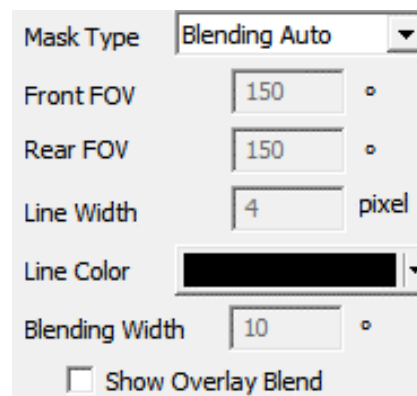 Mask Type Blending Auto
Front FOV 150 °
Rear FOV 150 °
Line Width 4 pixel
Line Color
Blending Width 10 °
Show Overlay Blend